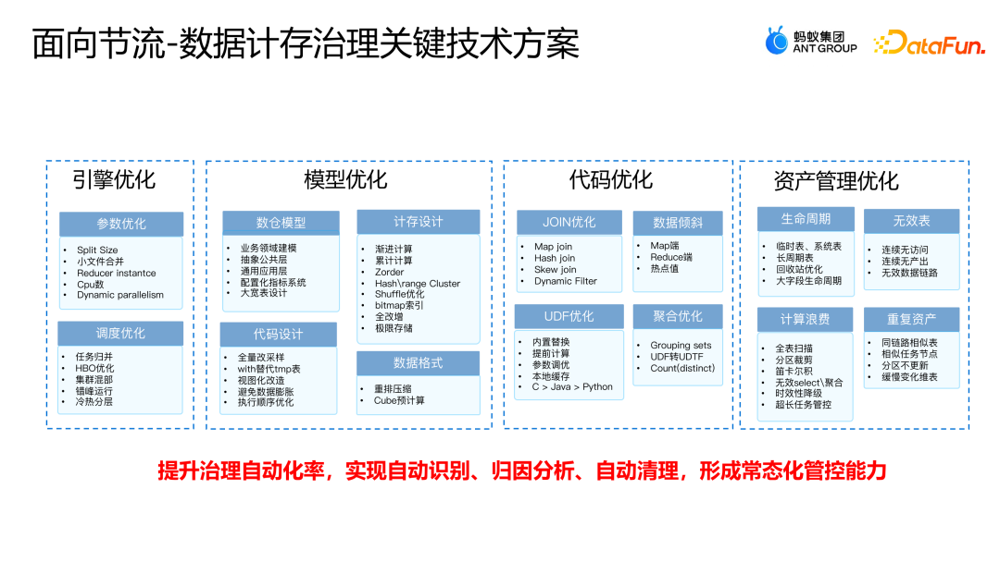 面向节流-数据计存治理关键技术方案
蚂蚁集团
ANT GROUP
DataFun.
引擎优化
参数优化
• Split Size
• 小文件合并
• Reducer instantce
• Cpu数
• Dynamic parallelism
调度优化
• 任务归并
• HBO优化
• 集群混部
• 错峰运行
• 冷热分层
模型优化
数仓模型
• 业务领域建模
• 抽象公共层
• 通用应用层
• 配置化指标系统
• 大宽表设计
代码设计
• 全量改采样
• with替代tmp表
• 视图化改造
• 避免数据膨胀
• 执行顺序优化
计存设计
• 渐进计算
• 累计计算
• Zorder
• Hash\range Cluster
• Shuffle优化
• bitmap索引
• 全改增
• 极限存储
数据格式
• 重排压缩
• Cube预计算
代码优化
JOIN优化
• Map join
• Hash join
• Skew join
• Dynamic Filter
数据倾斜
• Map端
• Reduce端
• 热点值
UDF优化
• 内置替换
• 提前计算
• 参数调优
• 本地缓存
• C > Java > Python
聚合优化
• Grouping sets
• UDF转UDTF
• Count(distinct)
资产管理优化
生命周期
• 临时表、系统表
• 长周期表
• 回收站优化
• 大字段生命周期
无效表
• 连续无访问
• 连续无产出
• 无效数据链路
计算浪费
• 全表扫描
• 分区裁剪
• 笛卡尔积
• 无效select\聚合
• 时效性降级
• 超长任务管控
重复资产
• 同链路相似表
• 相似任务节点
• 分区不更新
• 缓慢变化维表
提升治理自动化率，实现自动识别、归因分析、自动清理，形成常态化管控能力